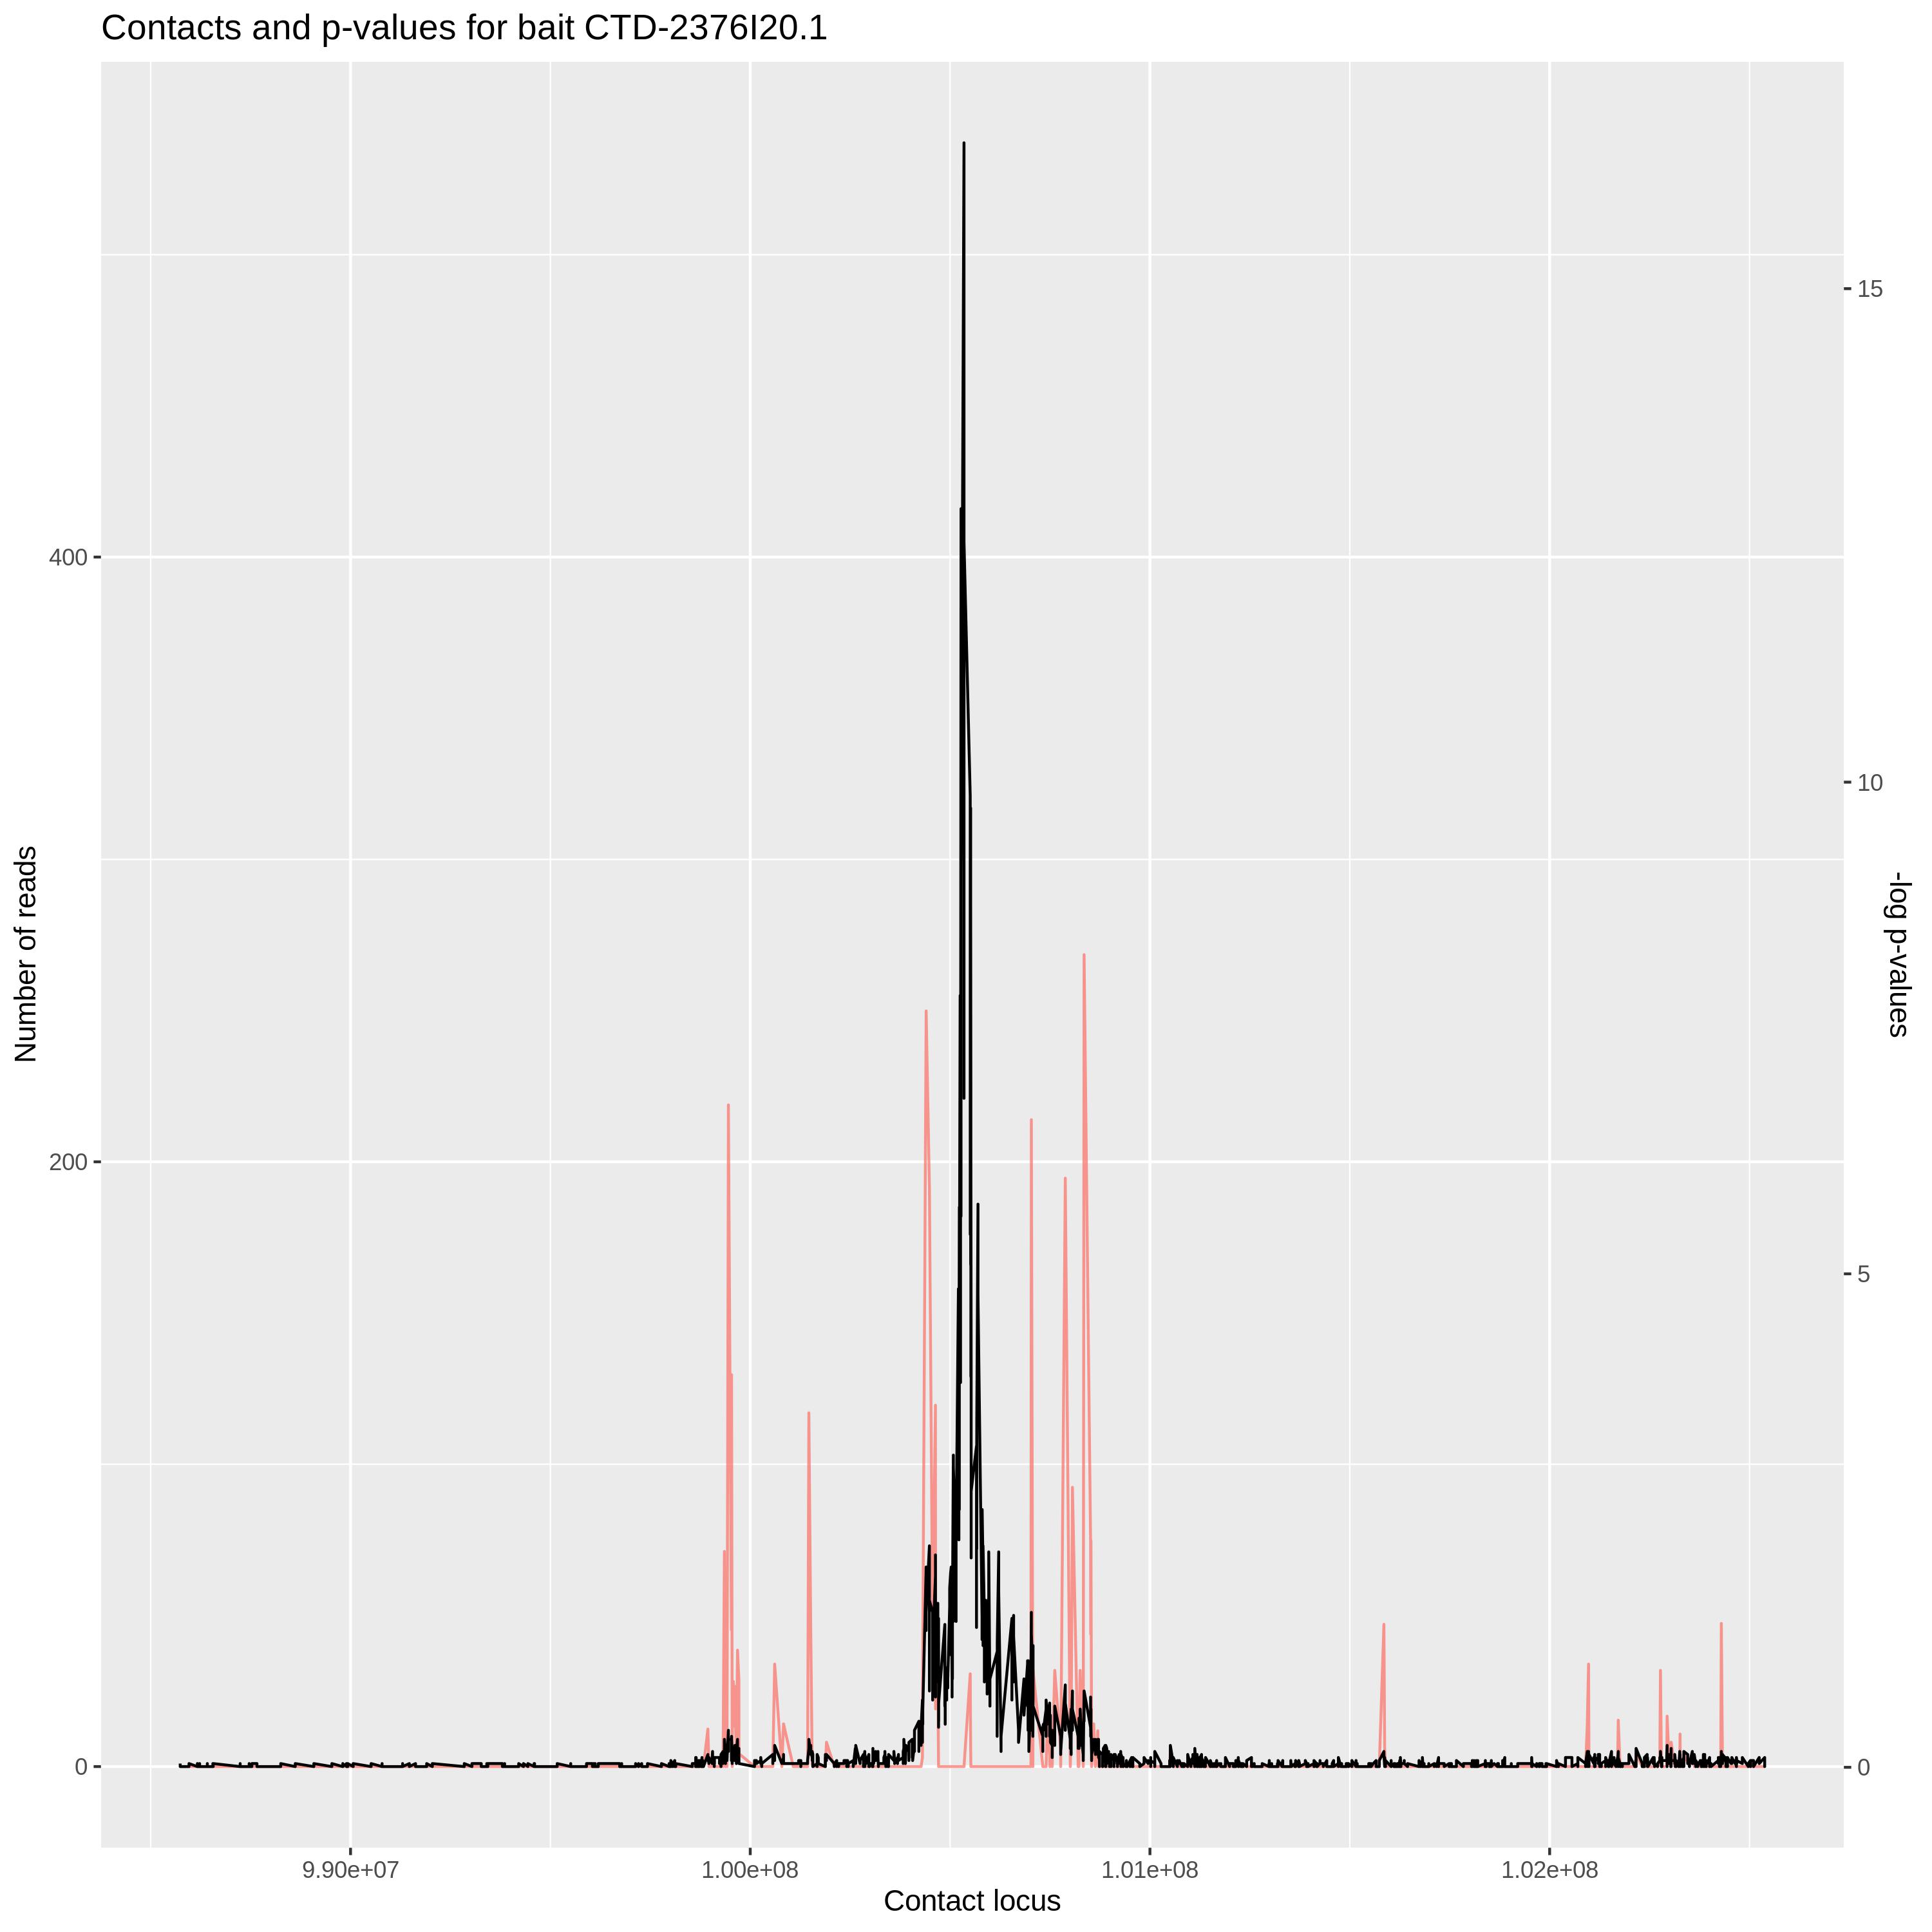 Contacts and p-values for bait CTD-2376I20.1
Number of reads
400
200
0
15
10
5
0
-log p-values
9.90e+07
1.00e+08
1.01e+08
1.02e+08
Contact locus